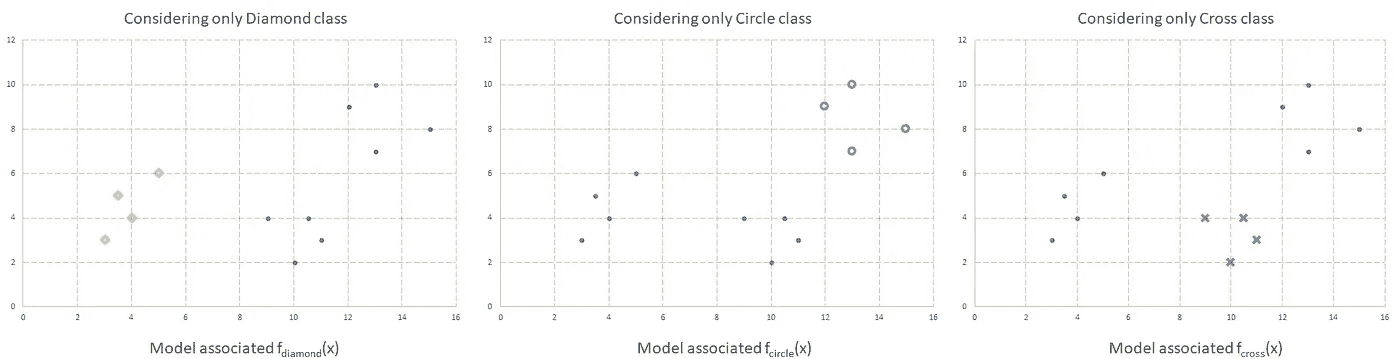 Considering only Diamond class
12
10
8
6
4
2
0
0 2 4 6 8 10 12 14 16
Model associated fdiamond(x)
Considering only Circle class
12
10
8
6
4
2
0
0 2 4 6 8 10 12 14 16
Model associated fcircle(x)
Considering only Cross class
12
10
8
6
4
2
0
0 2 4 6 8 10 12 14 16
Model associated fcross(x)